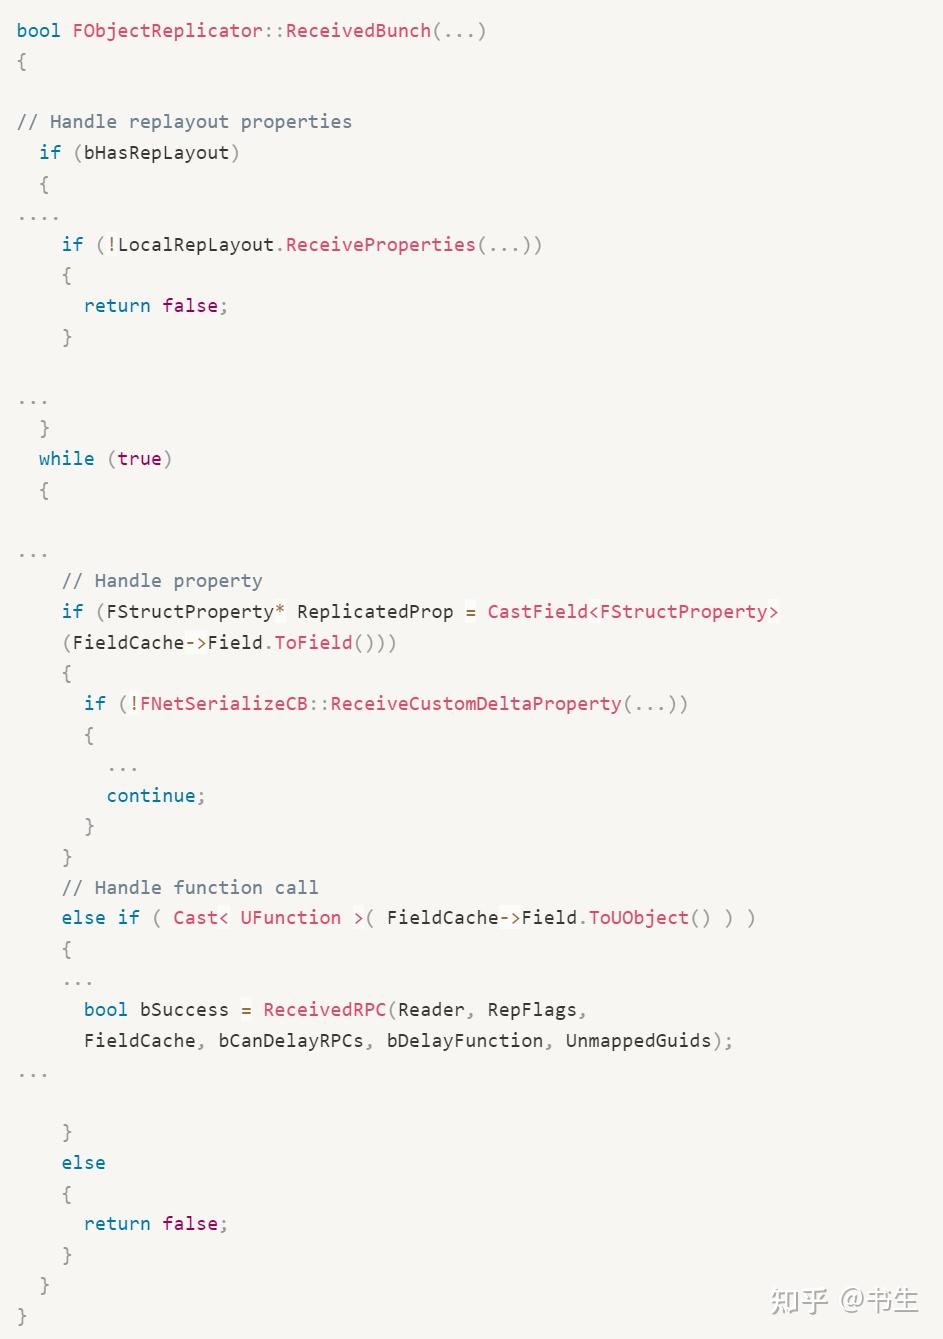 bool FObjectReplicator::ReceivedBunch(...)
{
// Handle replayout properties
if (bHasRepLayout)
{
....
if (!LocalRepLayout.ReceiveProperties(...))
{
return false;
}
...
}
while (true)
{
...
// Handle property
if (FStructProperty* ReplicatedProp = CastField<FStructProperty>
(FieldCache->Field.ToField()))
{
if (!FNetSerializeCB::ReceiveCustomDeltaProperty(...))
{
...
continue;
}
}
// Handle function call
else if ( Cast< UFunction >( FieldCache->Field.ToUObject() ) )
{
...
bool bSuccess = ReceivedRPC(Reader, RepFlags,
FieldCache, bCanDelayRPCs, bDelayFunction, UnmappedGuids);
...
}
else
{
return false;
}
}
}
知乎 @书生